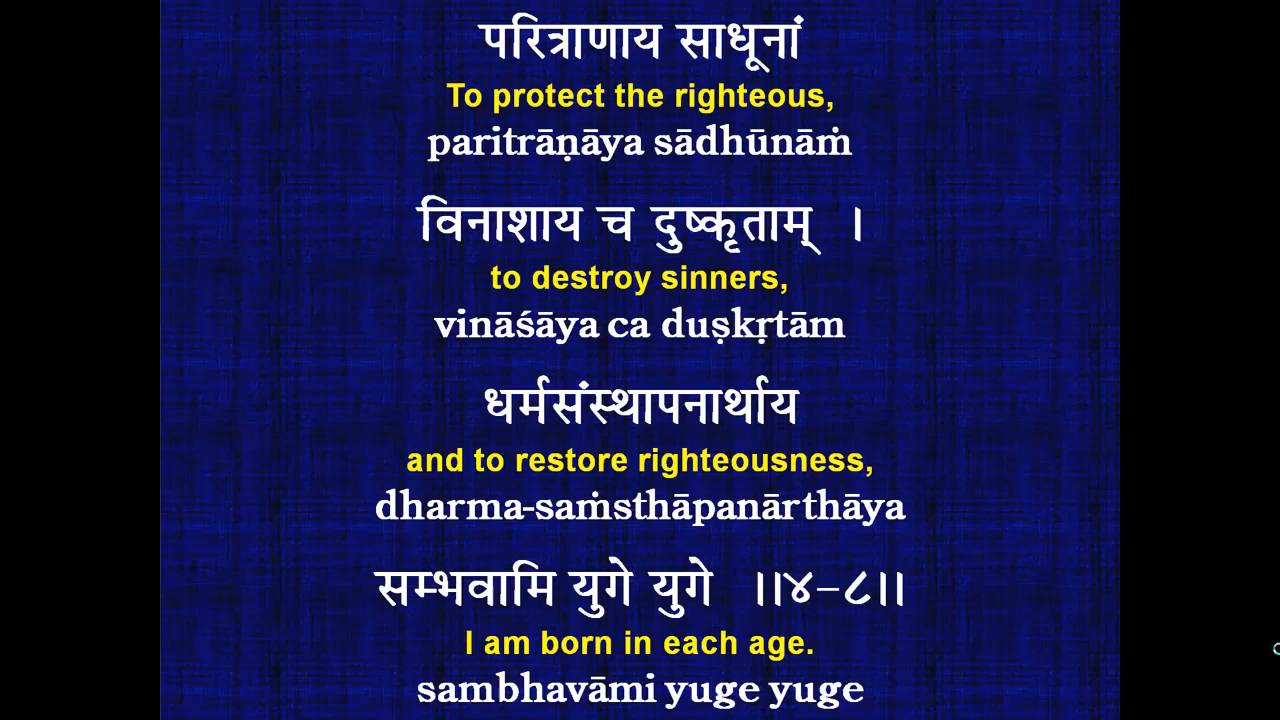 परित्राणाय साधूनां
To protect the righteous,
paritrāṇāya sādhūnāṁ
विनाशाय च दुष्कृताम् ।
to destroy sinners,
vināśāya ca duṣkṛtām
धर्मसंस्थापनार्थाय
and to restore righteousness,
dharma-saṁsthāpanārthāya
सम्भवामि युगे युगे ।।४-८।।
I am born in each age.
sambhavāmi yuge yuge